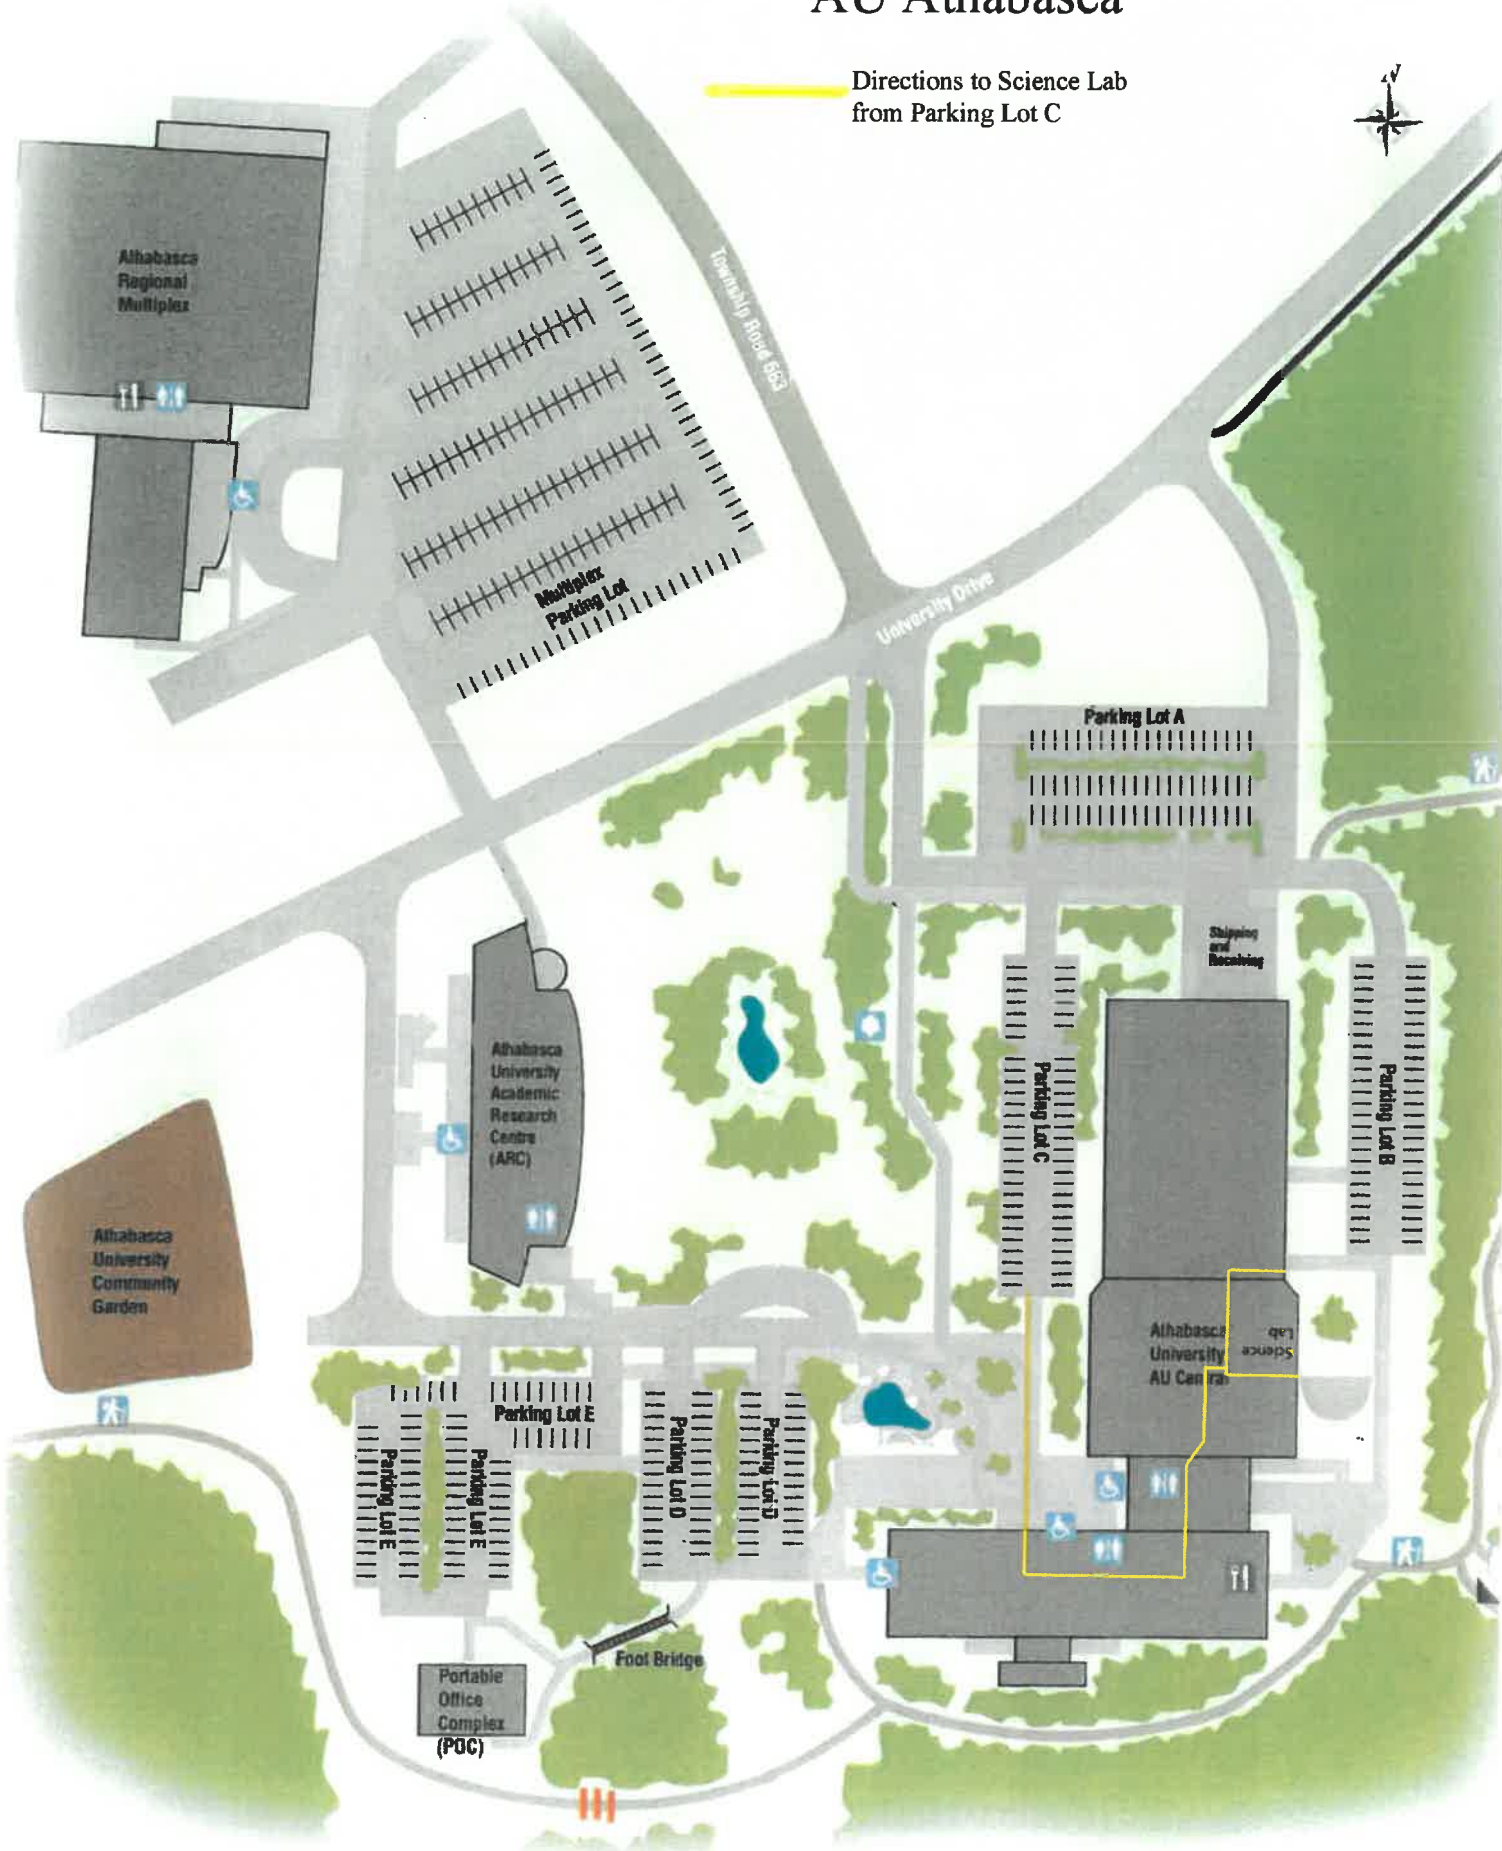 AU Athabasca
Directions to Science Lab
from Parking Lot C
N
Athabasca
Regional
Multiplex
Township Road 663
Multiplex
Parking Lot
University Drive
Parking Lot A
Shipping
and
Receiving
Athabasca
University
Academic
Research
Centre
(ARC)
Parking Lot C
Parking Lot B
Athabasca
University
Community
Garden
Athabasca
University
AU Central
Science
Lab
Parking Lot E
Parking Lot E
Parking Lot E
Parking Lot D
Parking Lot D
Foot Bridge
Portable
Office
Complex
(POC)